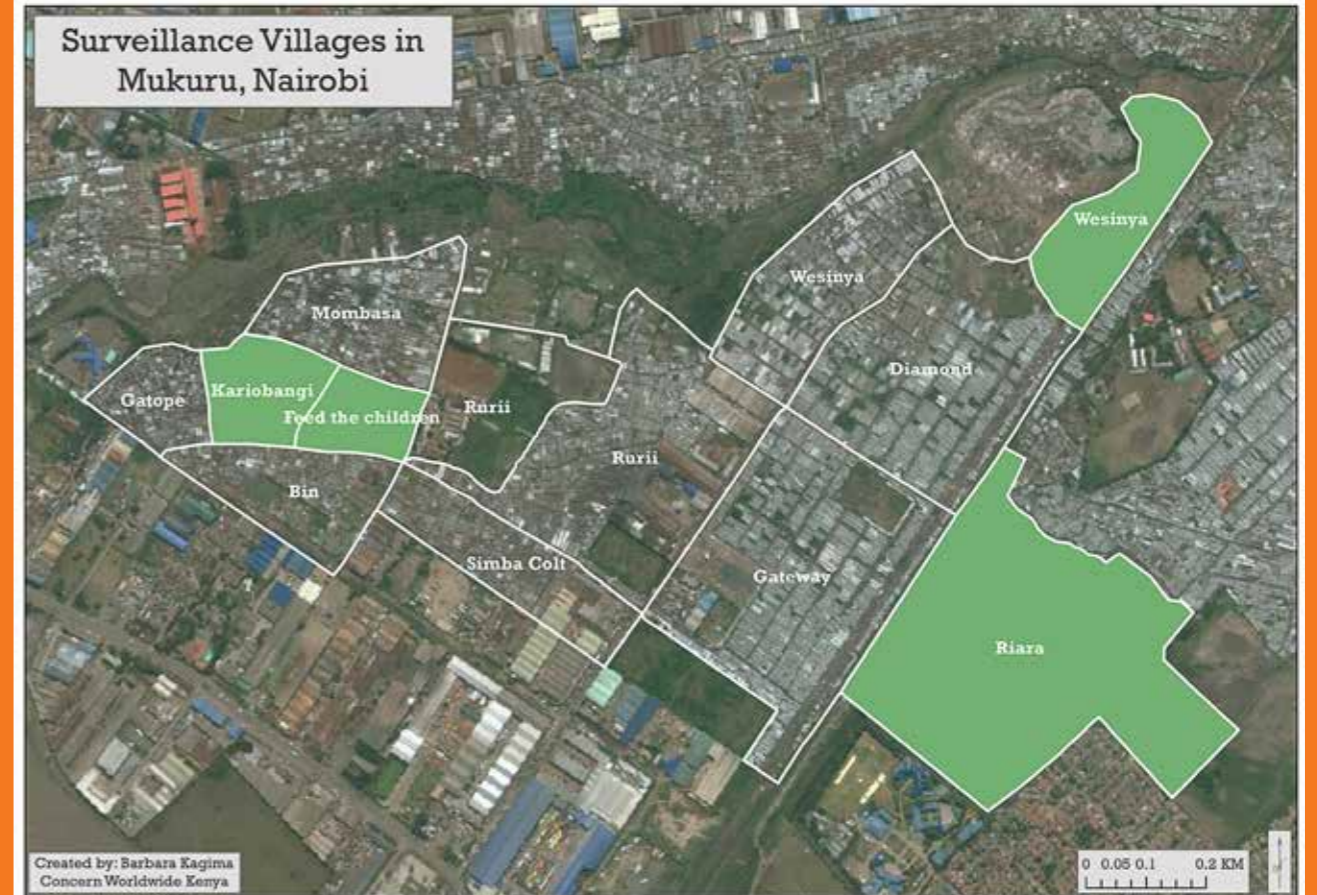 Surveillance Villages in
Mukuru, Nairobi
Wesinya
Wesinya
Mombasa
Diamond
Kariobangi
Gatope
Feed the children
Rurii
Rurii
Bin
Simba Colt
Gateway
Riara
Created by: Barbara Kagima
Concern Worldwide Kenya
0 0.05 0.1 0.2 KM